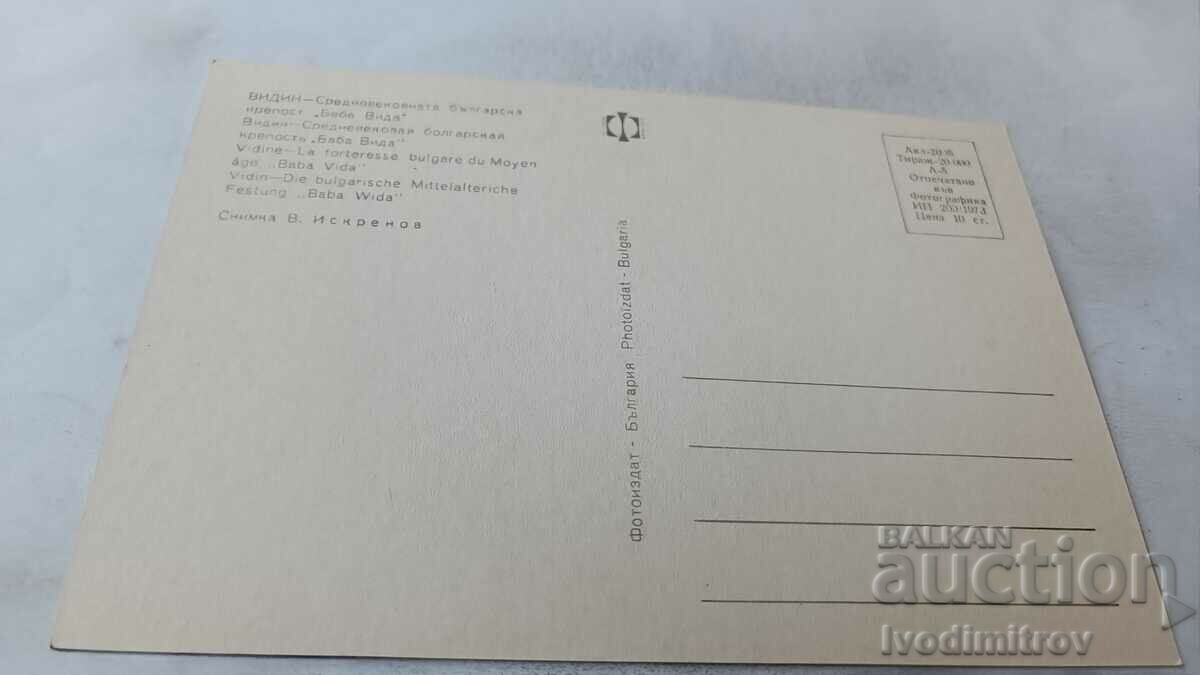 ВИДИН—Средновековната българска
крепост „Баба Вида"
Видин—Средневековая болгарская
крепость „Баба Вида"
Vidine—La forteresse bulgare du Moyen
âge „Baba Vida"
Vidin—Die bulgarische Mittelalteriche
Festung „Baba Wida"
Снимка В. Искренов
Фотоиздат - България Photoizdat - Bulgaria
Тираж-20 000
Отпечатано
във
Фотографика
Цена 10 ст.
BALKAN
auction
Ivodimitrov